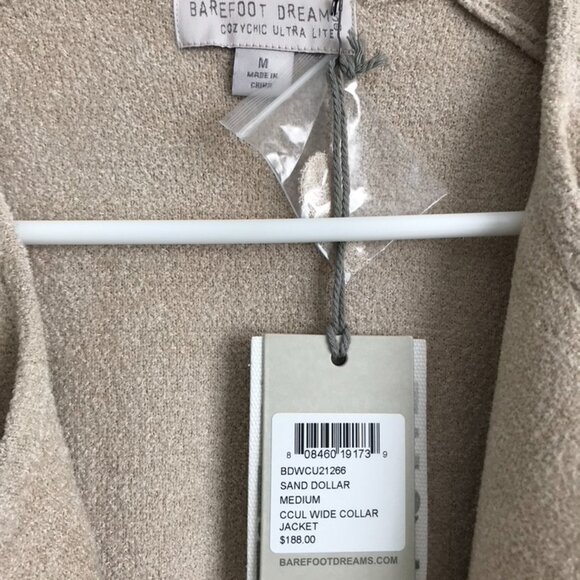 BAREFOOT DREAMS
COZYCHIC ULTRA LITE
M
MADE IN
CHINA
8 08460 19173 9
BDWCU21266
SAND DOLLAR
MEDIUM
CCUL WIDE COLLAR
JACKET
$188.00
BAREFOOTDREAMS.COM